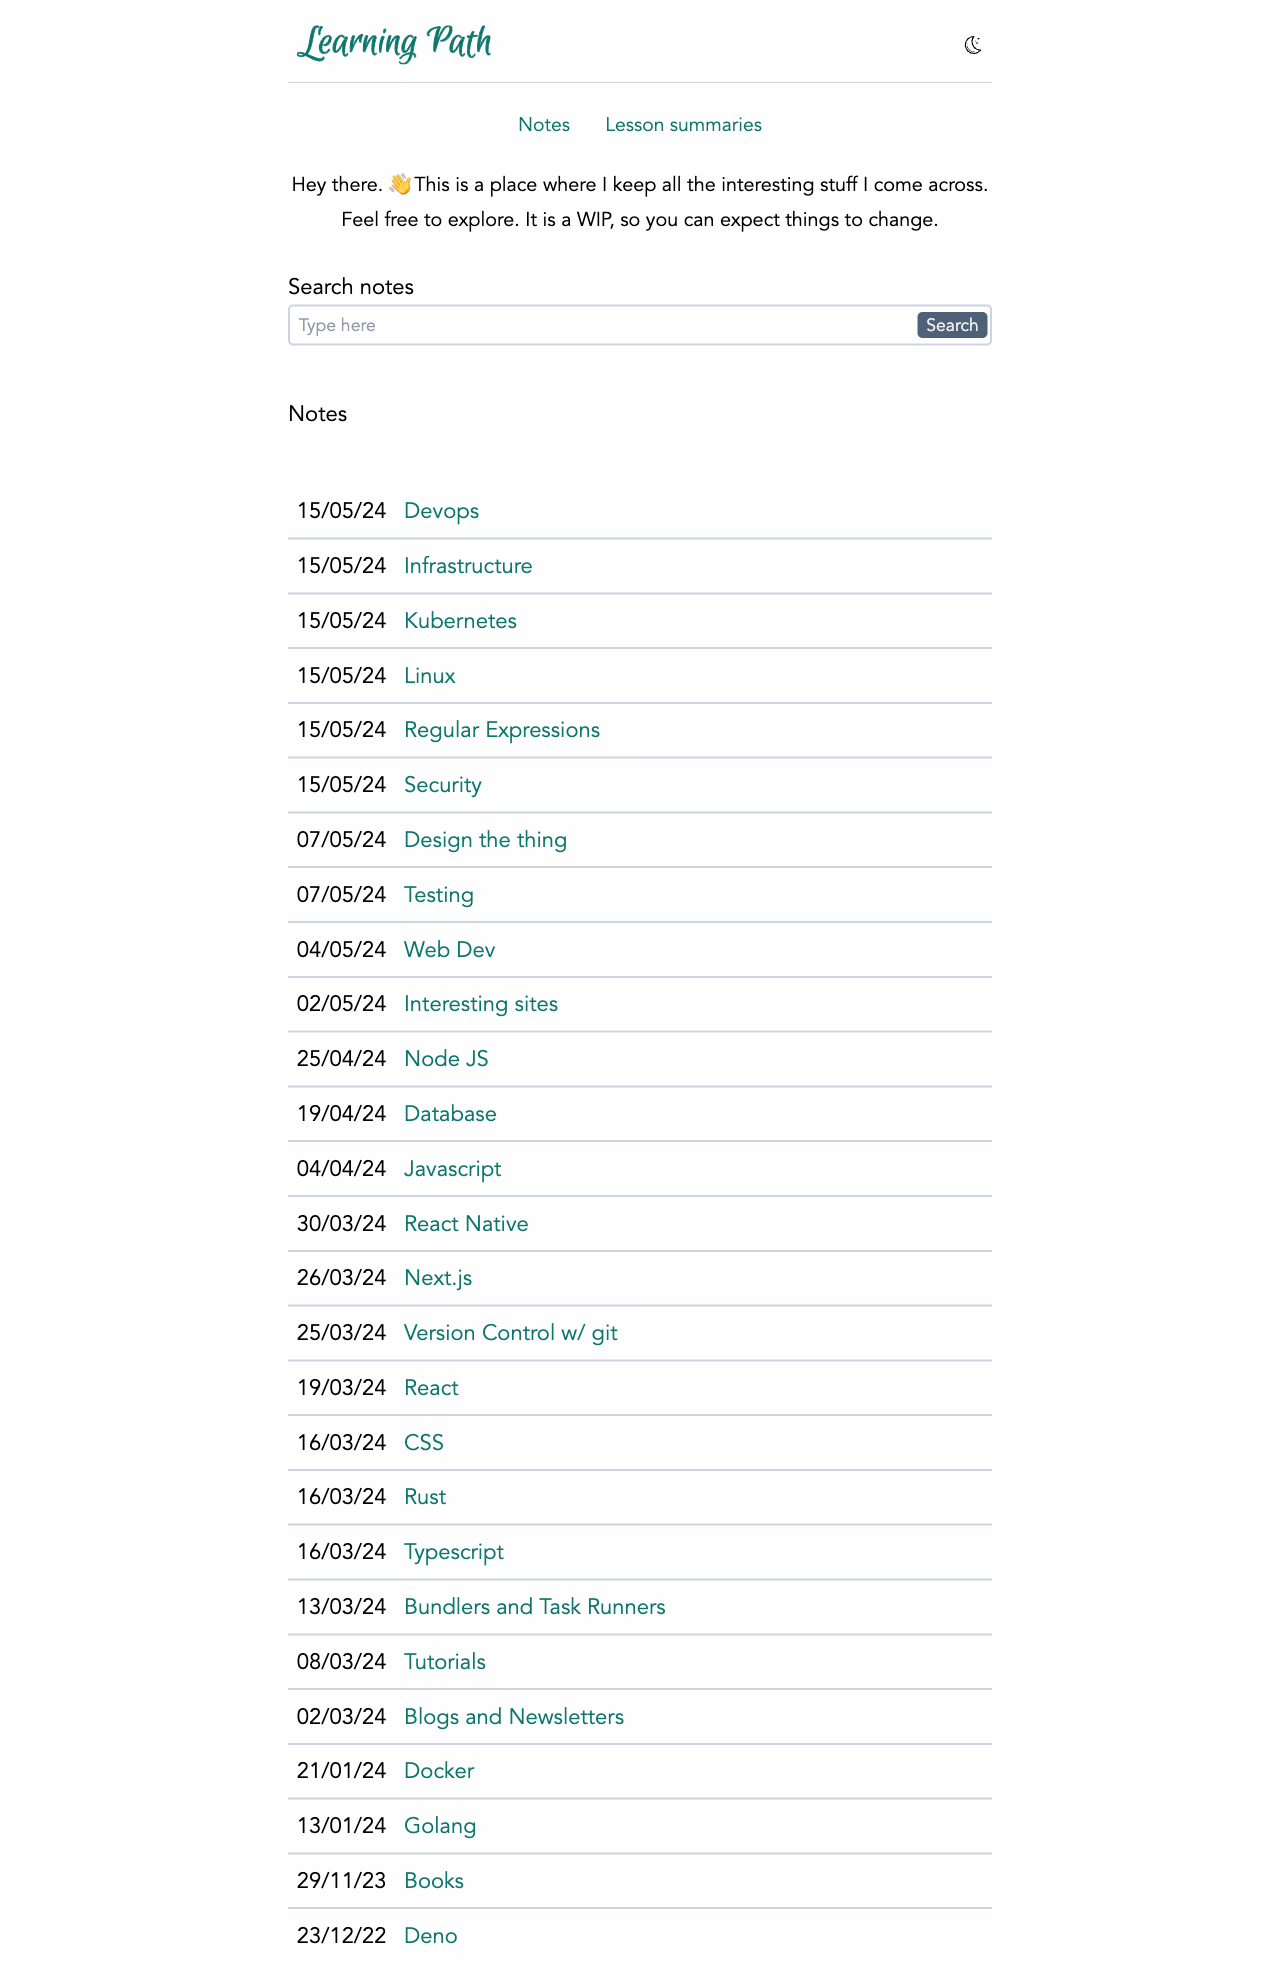 Learning Path
Notes Lesson summaries
Hey there. 👋This is a place where I keep all the interesting stuff I come across.
Feel free to explore. It is a WIP, so you can expect things to change.
Search notes
Type here Search
Notes
15/05/24 Devops
15/05/24 Infrastructure
15/05/24 Kubernetes
15/05/24 Linux
15/05/24 Regular Expressions
15/05/24 Security
07/05/24 Design the thing
07/05/24 Testing
04/05/24 Web Dev
02/05/24 Interesting sites
25/04/24 Node JS
19/04/24 Database
04/04/24 Javascript
30/03/24 React Native
26/03/24 Next.js
25/03/24 Version Control w/ git
19/03/24 React
16/03/24 CSS
16/03/24 Rust
16/03/24 Typescript
13/03/24 Bundlers and Task Runners
08/03/24 Tutorials
02/03/24 Blogs and Newsletters
21/01/24 Docker
13/01/24 Golang
29/11/23 Books
23/12/22 Deno